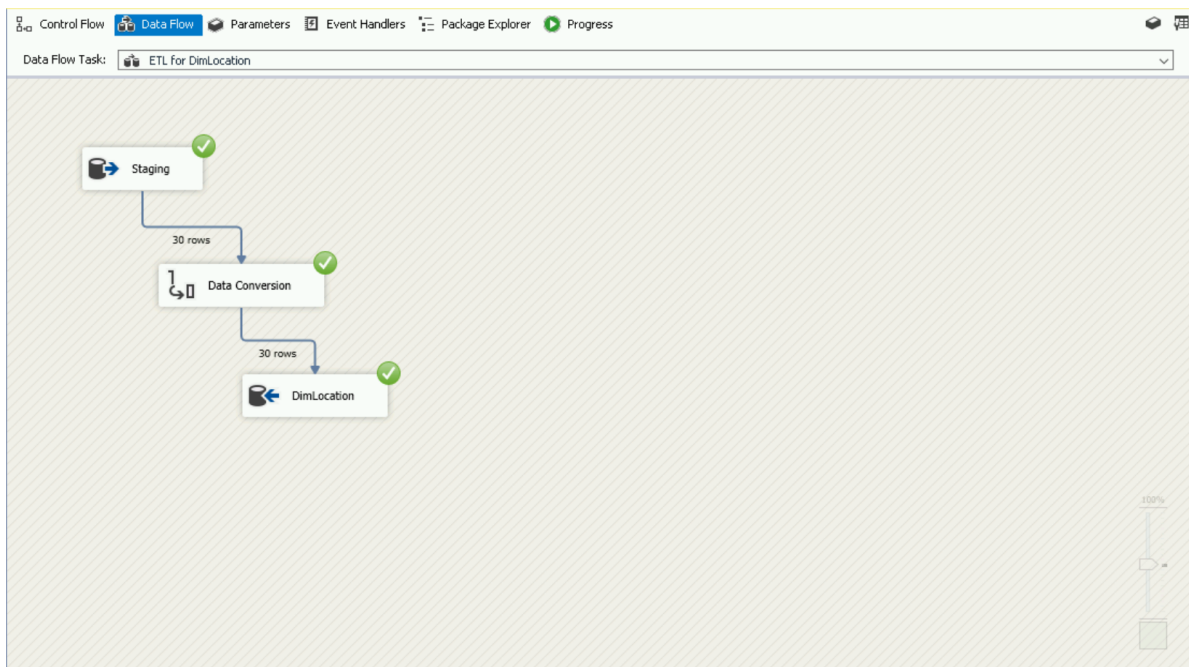 Control Flow Data Flow Parameters Event Handlers Package Explorer Progress
Data Flow Task: ETL for DimLocation
Staging
30 rows
Data Conversion
30 rows
DimLocation
100%